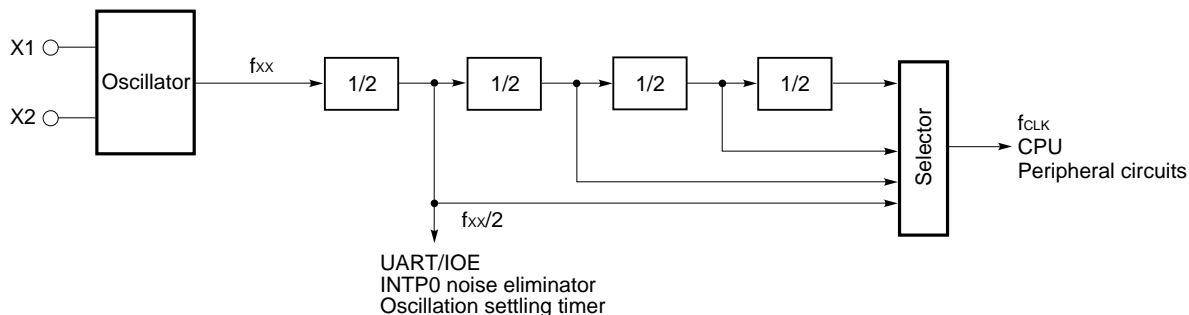 X1
X2
Oscillator
fXX
1/2
1/2
1/2
1/2
Selector
fCLK
CPU
Peripheral circuits
fXX/2
UART/IOE
INTP0 noise eliminator
Oscillation settling timer